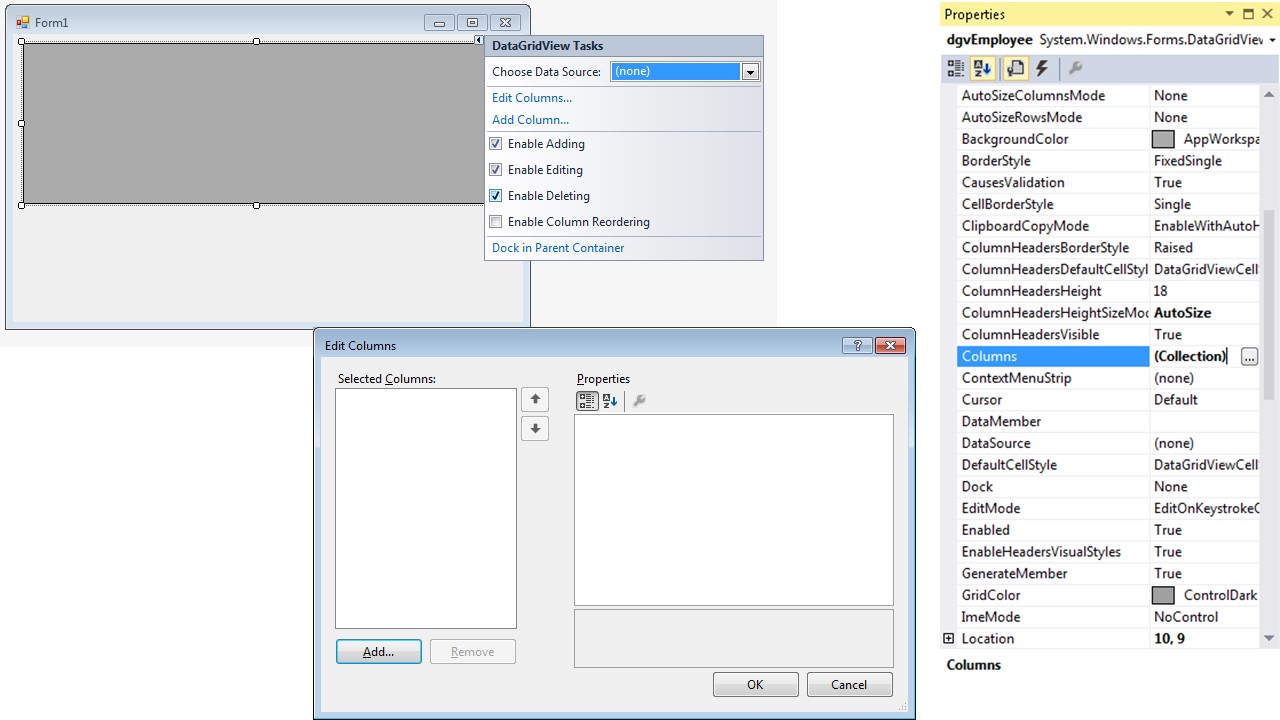 Form1
DataGridView Tasks
Choose Data Source: (none)
Edit Columns...
Add Column...
Enable Adding
Enable Editing
Enable Deleting
Enable Column Reordering
Dock in Parent Container
Edit Columns
?
Selected Columns:
Properties
A
Z
Add...
Remove
OK
Cancel
Properties
dgvEmployee System.Windows.Forms.DataGridView
A
Z
AutoSizeColumnsMode None
AutoSizeRowsMode None
BackgroundColor AppWorkspa
BorderStyle FixedSingle
CausesValidation True
CellBorderStyle Single
ClipboardCopyMode EnableWithAutoH
ColumnHeadersBorderStyle Raised
ColumnHeadersDefaultCellStyl DataGridViewCell
ColumnHeadersHeight 18
ColumnHeadersHeightSizeMod AutoSize
ColumnHeadersVisible True
Columns (Collection) ...
ContextMenuStrip (none)
Cursor Default
DataMember
DataSource (none)
DefaultCellStyle DataGridViewCell
Dock None
EditMode EditOnKeystrokeO
Enabled True
EnableHeadersVisualStyles True
GenerateMember True
GridColor ControlDark
ImeMode NoControl
Location 10, 9
Columns